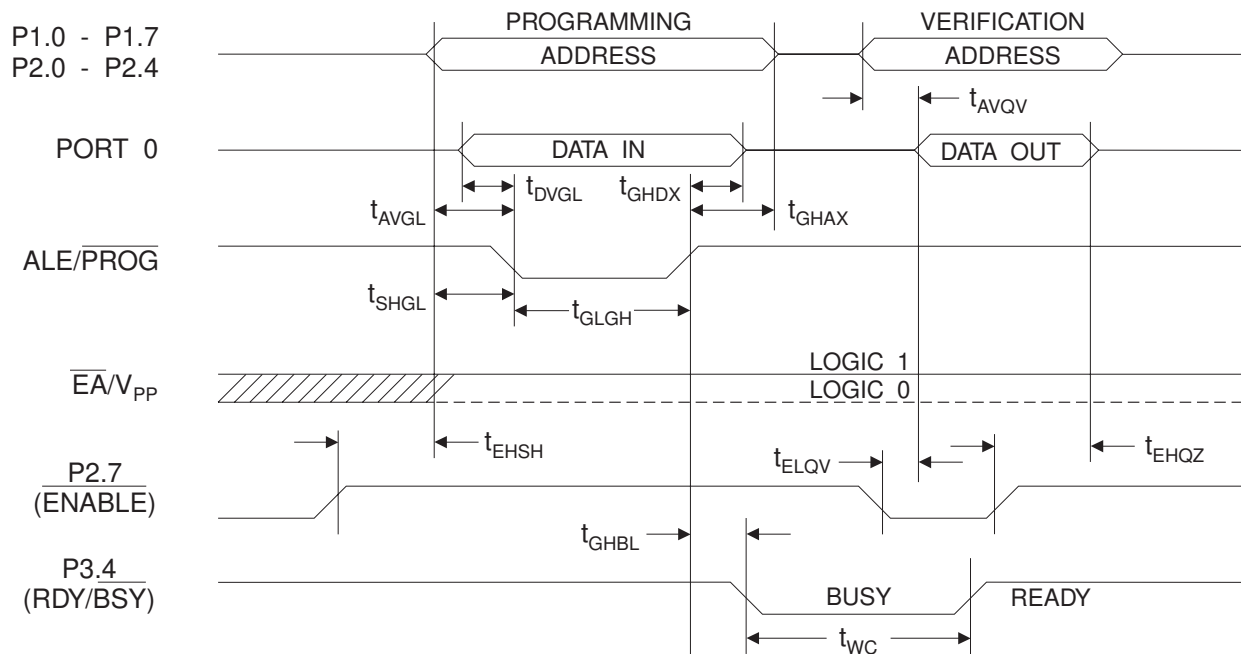 PROGRAMMING
VERIFICATION
P1.0 - P1.7
P2.0 - P2.4
ADDRESS
ADDRESS
tAVQV
PORT 0
DATA IN
DATA OUT
tDVGL
tGHDX
tAVGL
tGHAX
ALE/PROG
tSHGL
tGLGH
LOGIC 1
EA/VPP
LOGIC 0
tEHSH
tELQV
tEHQZ
P2.7
(ENABLE)
tGHBL
P3.4
(RDY/BSY)
BUSY
READY
tWC